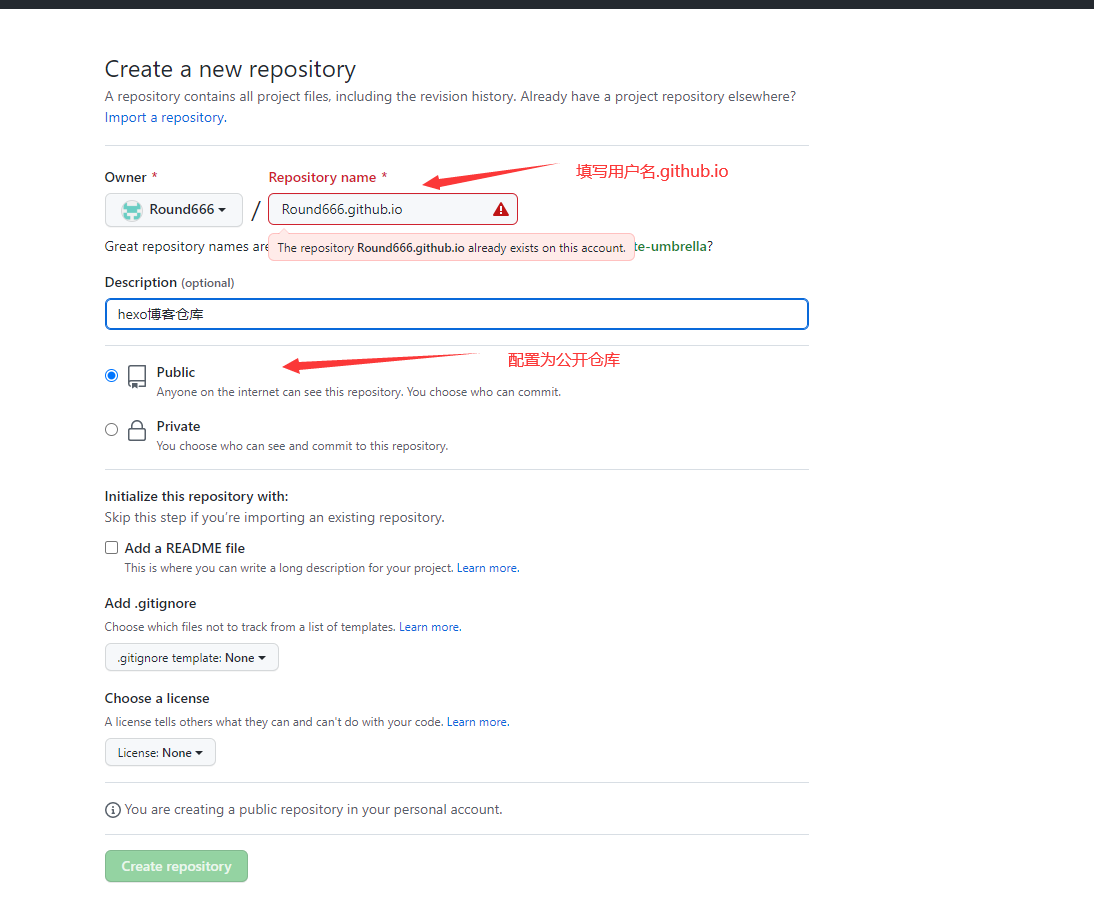 Create a new repository
A repository contains all project files, including the revision history. Already have a project repository elsewhere?
Import a repository.
Owner *
Repository name *
填写用户名.github.io
Round666
/
Round666.github.io
Great repository names are
The repository Round666.github.io already exists on this account.
te-umbrella?
Description (optional)
hexo博客仓库
配置为公开仓库
Public
Anyone on the internet can see this repository. You choose who can commit.
Private
You choose who can see and commit to this repository.
Initialize this repository with:
Skip this step if you're importing an existing repository.
Add a README file
This is where you can write a long description for your project. Learn more.
Add .gitignore
Choose which files not to track from a list of templates. Learn more.
.gitignore template: None
Choose a license
A license tells others what they can and can't do with your code. Learn more.
License: None
You are creating a public repository in your personal account.
Create repository